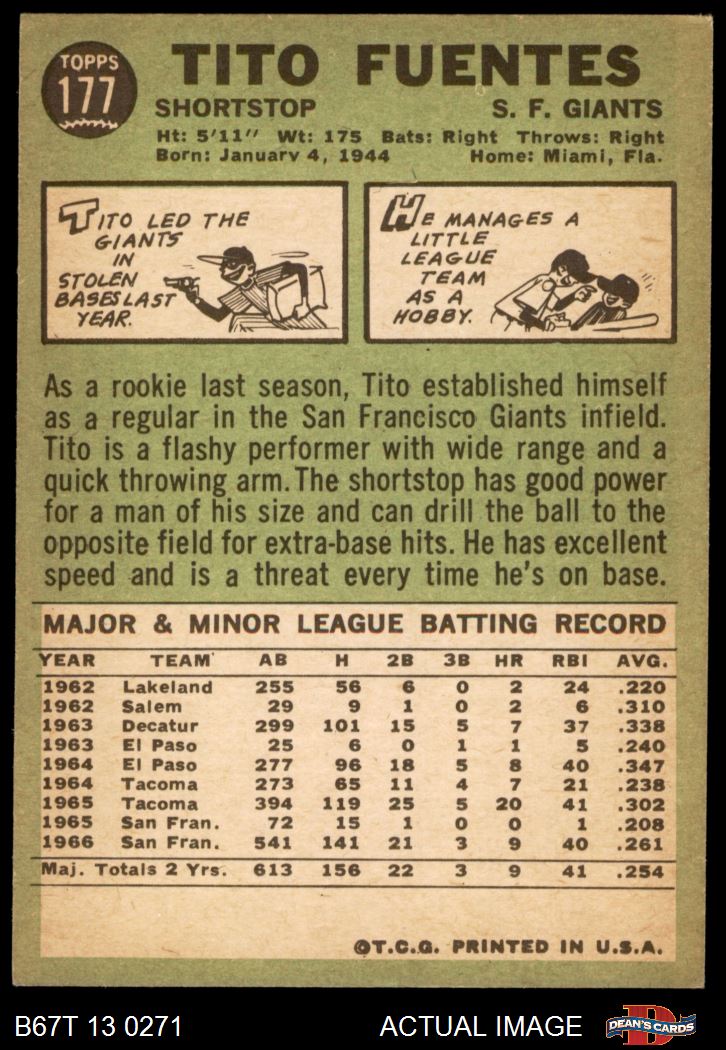 TOPPS
177
TITO FUENTES
SHORTSTOP S. F. GIANTS
Ht: 5'11" Wt: 175 Bats: Right Throws: Right
Born: January 4, 1944 Home: Miami, Fla.
TITO LED THE
GIANTS
IN
STOLEN
BASES LAST
YEAR.
HE MANAGES A
LITTLE
LEAGUE
TEAM
AS A
HOBBY.
As a rookie last season, Tito established himself
as a regular in the San Francisco Giants infield.
Tito is a flashy performer with wide range and a
quick throwing arm. The shortstop has good power
for a man of his size and can drill the ball to the
opposite field for extra-base hits. He has excellent
speed and is a threat every time he's on base.
MAJOR & MINOR LEAGUE BATTING RECORD
YEAR TEAM AB H 2B 3B HR RBI AVG.
1962 Lakeland 255 56 6 0 2 24 .220
1962 Salem 29 9 1 0 2 6 .310
1963 Decatur 299 101 15 5 7 37 .338
1963 El Paso 25 6 0 1 1 5 .240
1964 El Paso 277 96 18 5 8 40 .347
1964 Tacoma 273 65 11 4 7 21 .238
1965 Tacoma 394 119 25 5 20 41 .302
1965 San Fran. 72 15 1 0 0 1 .208
1966 San Fran. 541 141 21 3 9 40 .261
Maj. Totals 2 Yrs. 613 156 22 3 9 41 .254
©T.C.G. PRINTED IN U.S.A.
B67T 13 0271 ACTUAL IMAGE D DEAN'S CARDS